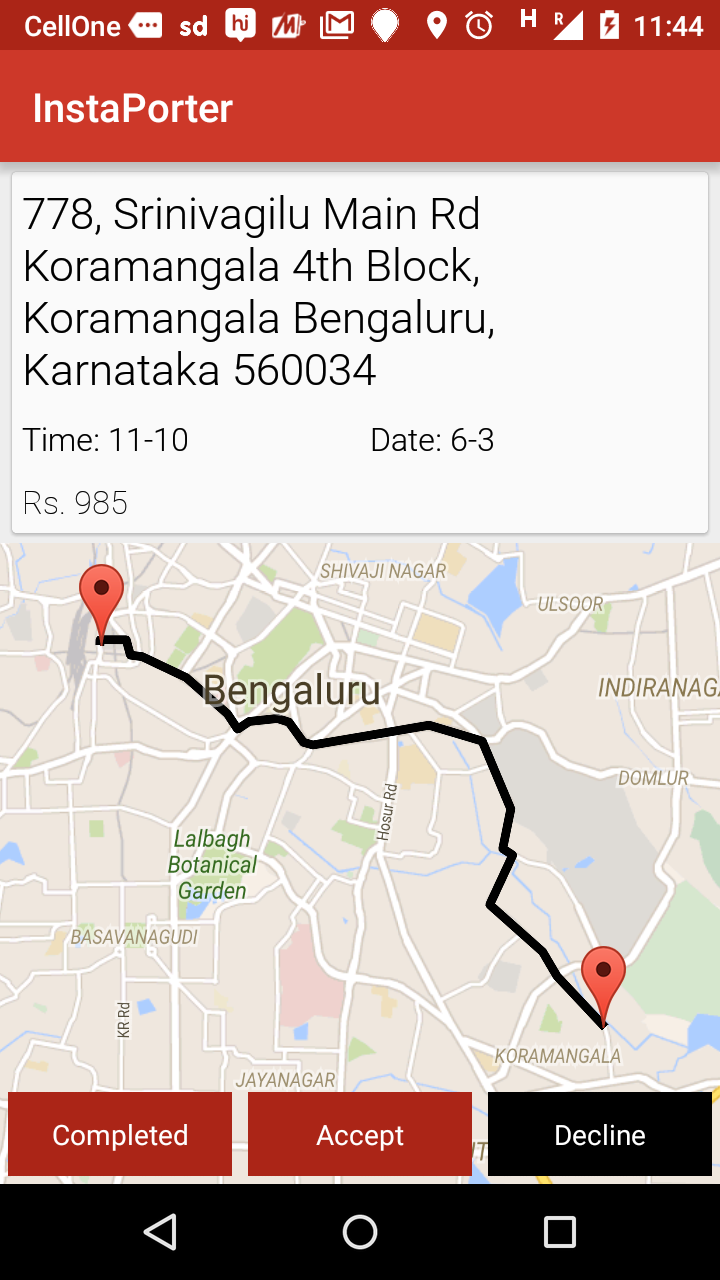 CellOne sd hj M H R 11:44
InstaPorter
778, Srinivagilu Main Rd
Koramangala 4th Block,
Koramangala Bengaluru,
Karnataka 560034
Time: 11-10 Date: 6-3
Rs. 985
SHIVAJI NAGAR
ULSOOR
Bengaluru
INDIRANAGA
DOMLUR
Hosur Rd
Lalbagh
Botanical
Garden
BASAVANAGUDI
KR Rd
KORAMANGALA
JAYANAGAR
Completed Accept Decline